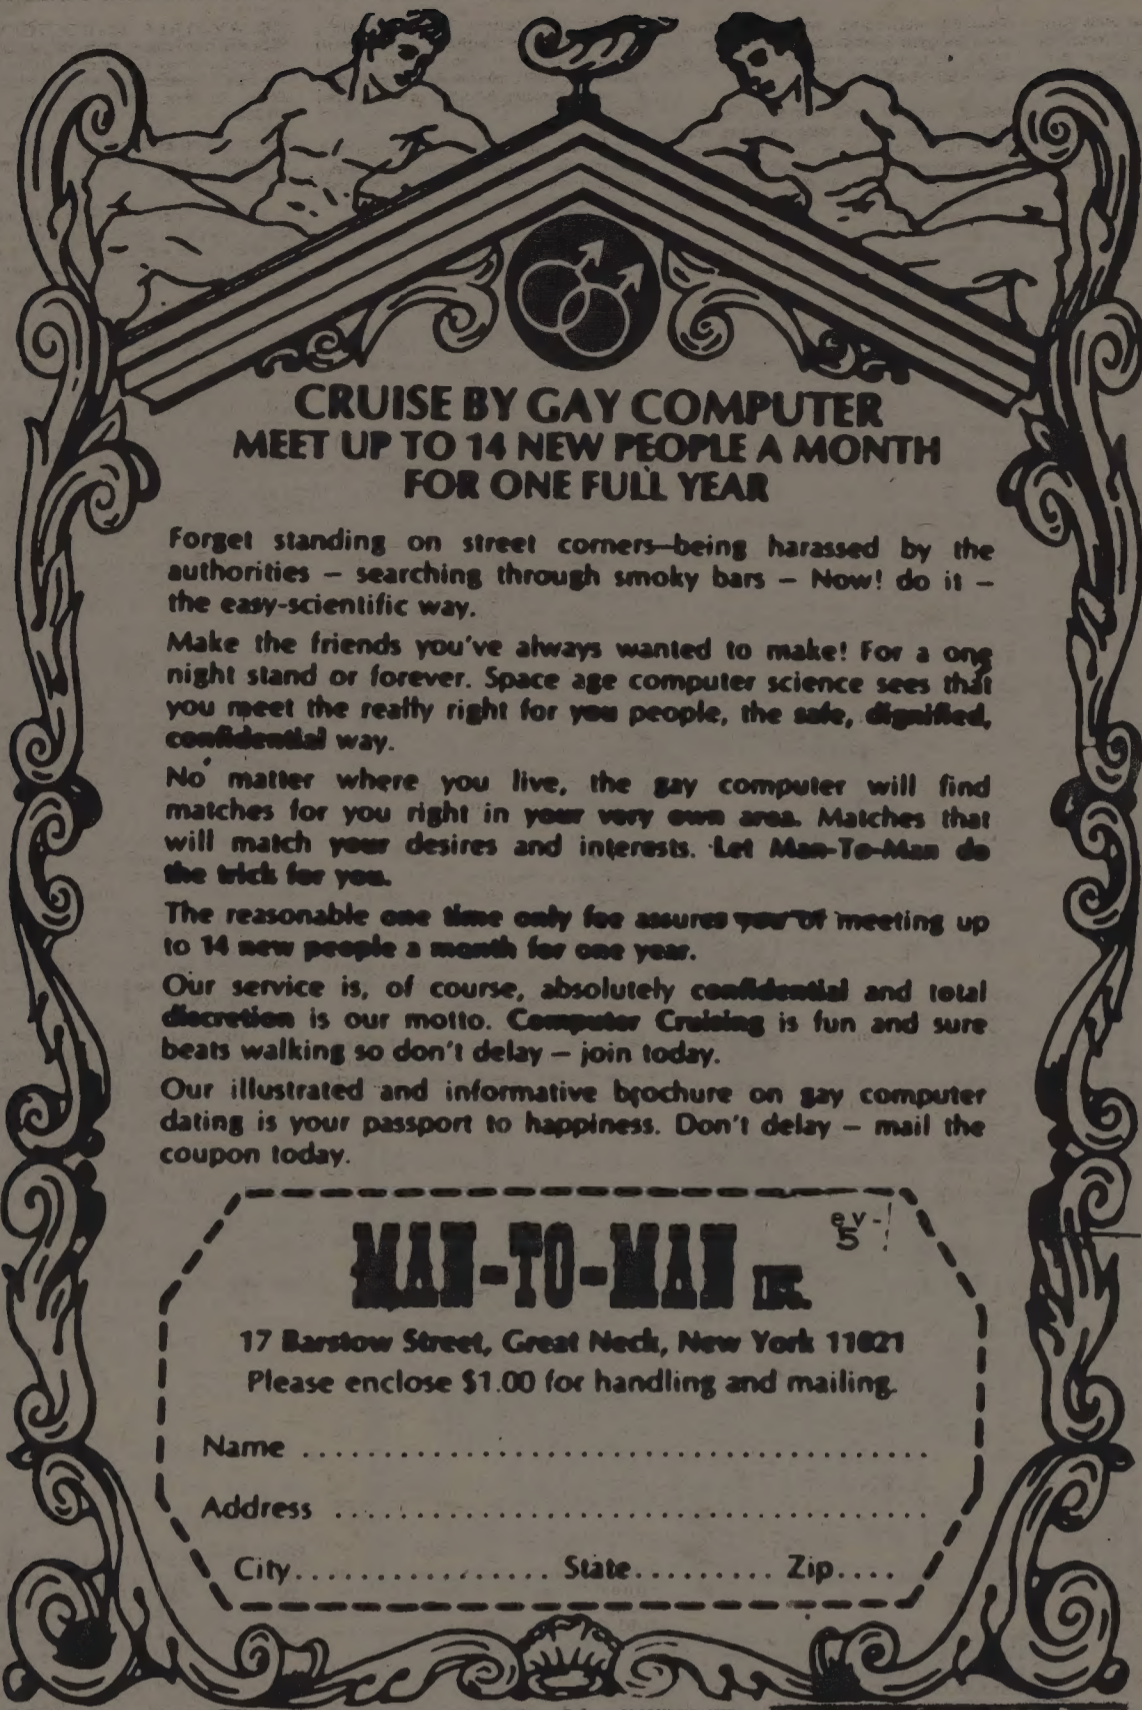 CRUISE BY GAY COMPUTER
MEET UP TO 14 NEW PEOPLE A MONTH
FOR ONE FULL YEAR
Forget standing on street corners—being harassed by the
authorities — searching through smoky bars — Now! do it —
the easy-scientific way.
Make the friends you've always wanted to make! For a one
night stand or forever. Space age computer science sees that
you meet the really right for you people, the safe, dignified,
confidential way.
No matter where you live, the gay computer will find
matches for you right in your very own area. Matches that
will match your desires and interests. Let Man-To-Man do
the trick for you.
The reasonable one time only fee assures you of meeting up
to 14 new people a month for one year.
Our service is, of course, absolutely confidential and total
discretion is our motto. Computer Cruising is fun and sure
beats walking so don't delay — join today.
Our illustrated and informative brochure on gay computer
dating is your passport to happiness. Don't delay — mail the
coupon today.
ev-
5
MAN-TO-MAN INC.
17 Barstow Street, Great Neck, New York 11021
Please enclose $1.00 for handling and mailing.
Name
Address
City State Zip